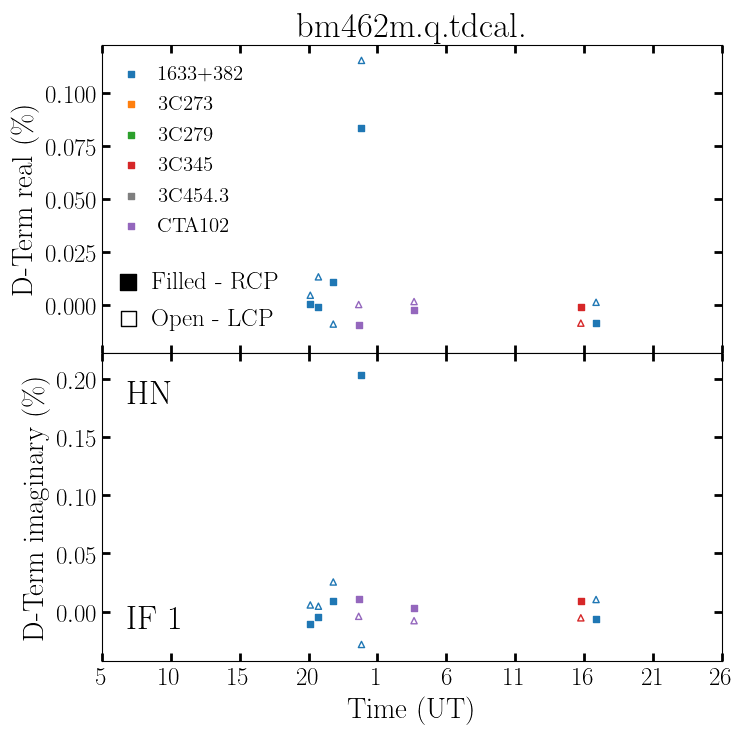 bm462m.q.tdcal.
D-Term real (%)
0.100
0.075
0.050
0.025
0.000
1633+382
3C273
3C279
3C345
3C454.3
CTA102
Filled - RCP
Open - LCP
D-Term imaginary (%)
0.20
0.15
0.10
0.05
0.00
HN
IF 1
5 10 15 20 1 6 11 16 21 26
Time (UT)